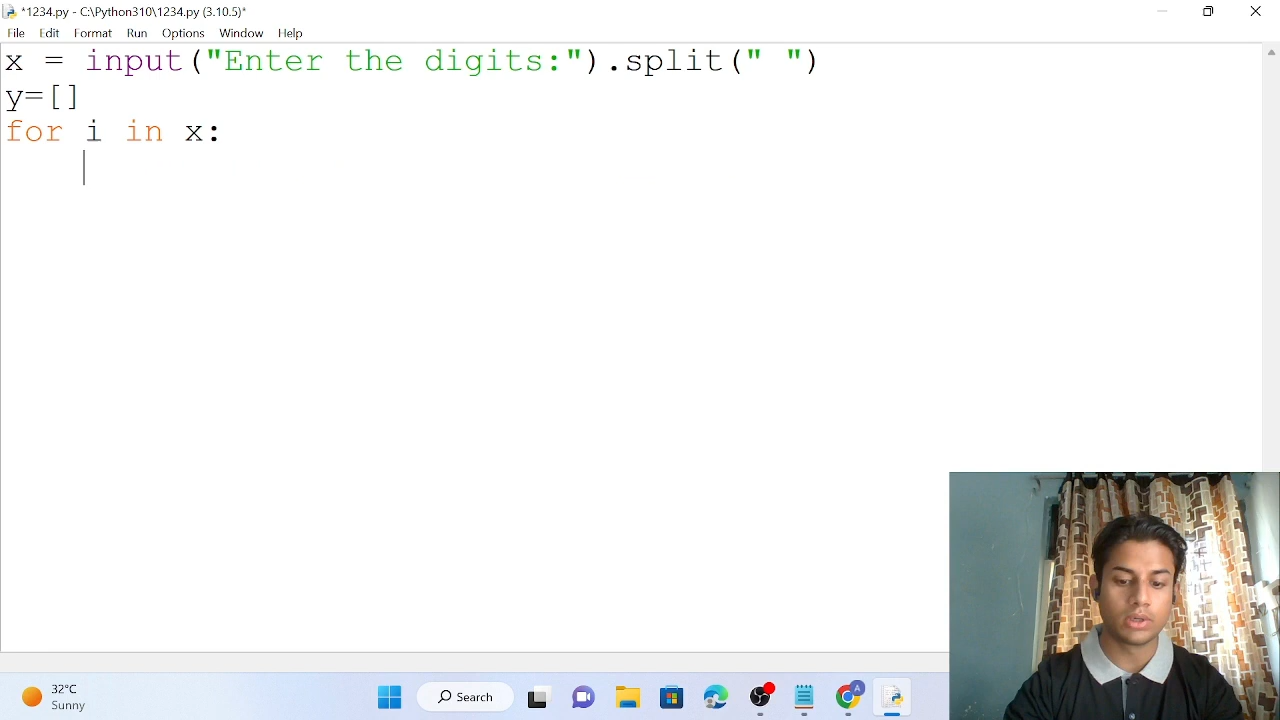 *1234.py - C:\Python310\1234.py (3.10.5)*
File Edit Format Run Options Window Help
x = input("Enter the digits:").split(" ")
y=[]
for i in x:
32°C
Sunny
Search
A